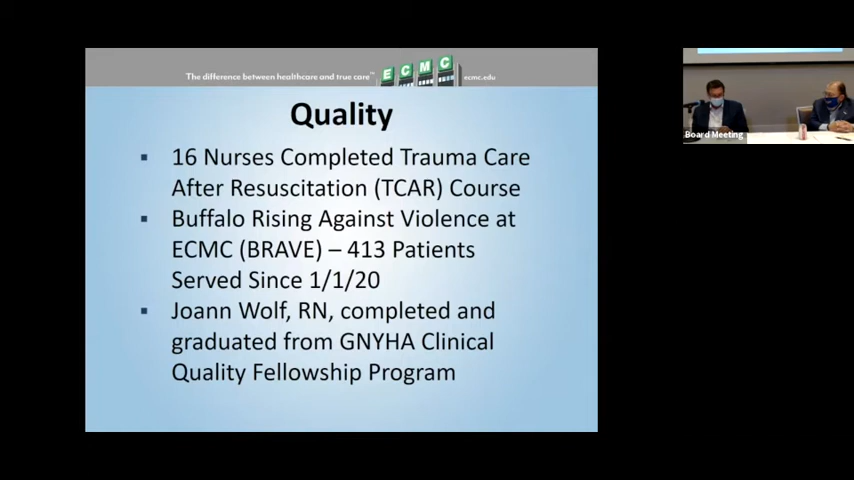 The difference between healthcare and true care™
ECMC
ecmc.edu
Quality
▪ 16 Nurses Completed Trauma Care
After Resuscitation (TCAR) Course
▪ Buffalo Rising Against Violence at
ECMC (BRAVE) – 413 Patients
Served Since 1/1/20
▪ Joann Wolf, RN, completed and
graduated from GNYHA Clinical
Quality Fellowship Program
Board Meeting